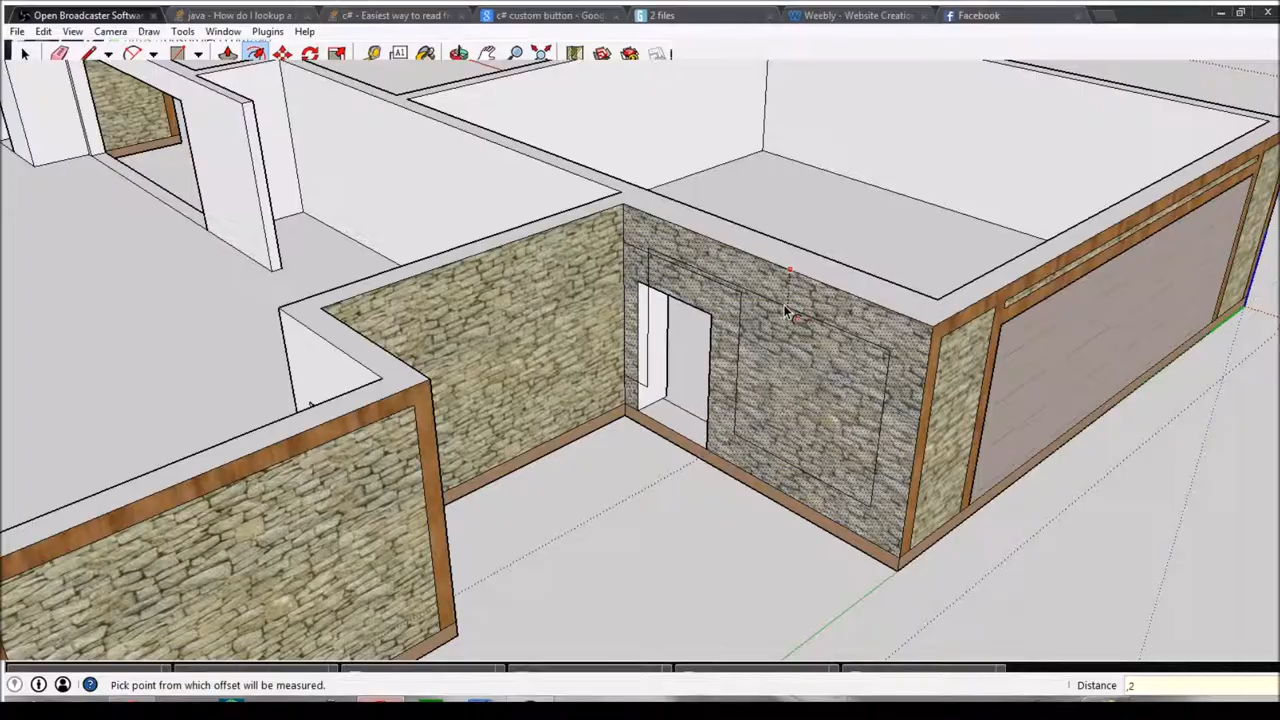 Open Broadcaster Softwa
java - How do I lookup a
c# - Easiest way to read fr
c# custom button - Goog
2 files
Weebly - Website Creatio
Facebook
File Edit View Camera Draw Tools Window Plugins Help
A1
Pick point from which offset will be measured.
Distance ,2